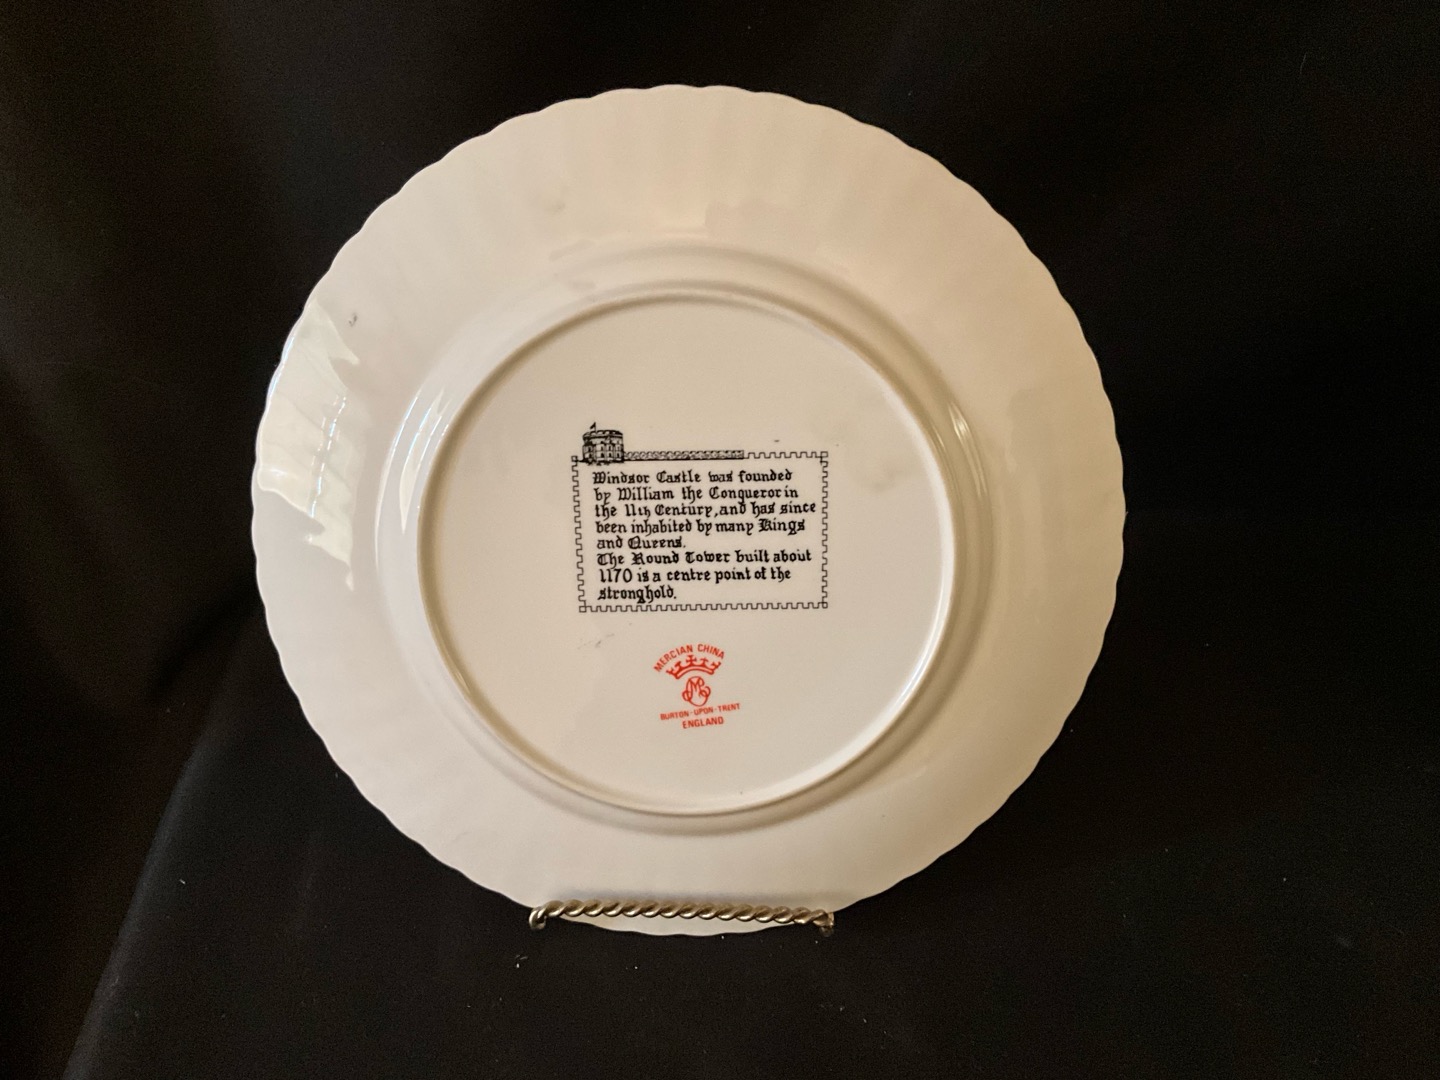 Windsor Castle was founded
by William the Conqueror in
the 11th Century, and has since
been inhabited by many Kings
and Queens.
The Round Tower built about
1170 is a centre point of the
stronghold.
MERCIAN CHINA
BURTON-UPON-TRENT
ENGLAND